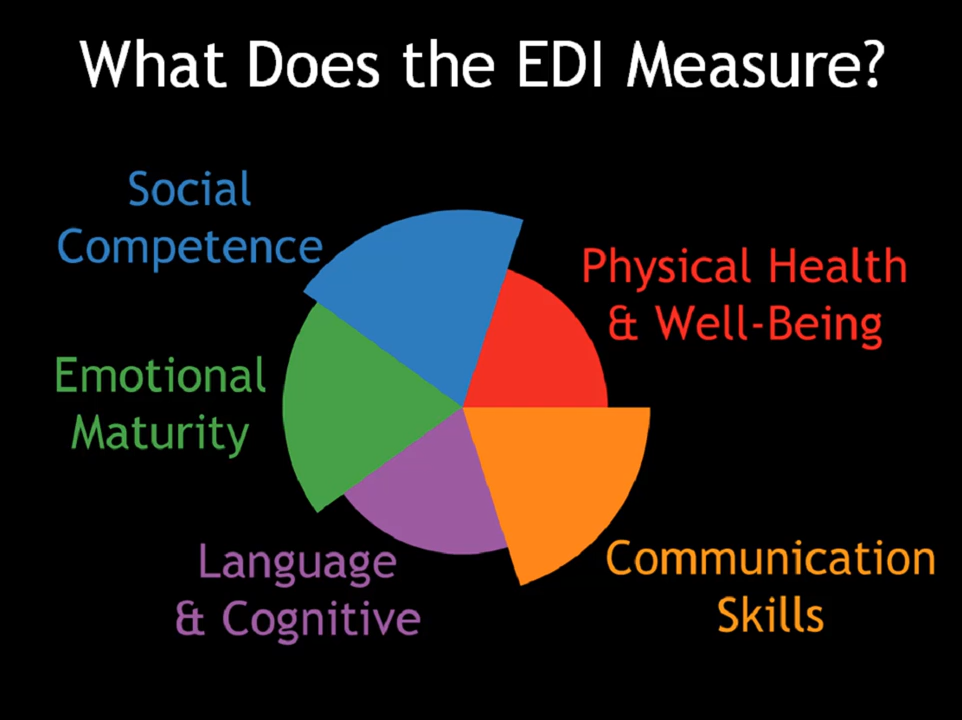 What Does the EDI Measure?
Social
Competence
Physical Health
& Well-Being
Emotional
Maturity
Language
& Cognitive
Communication
Skills